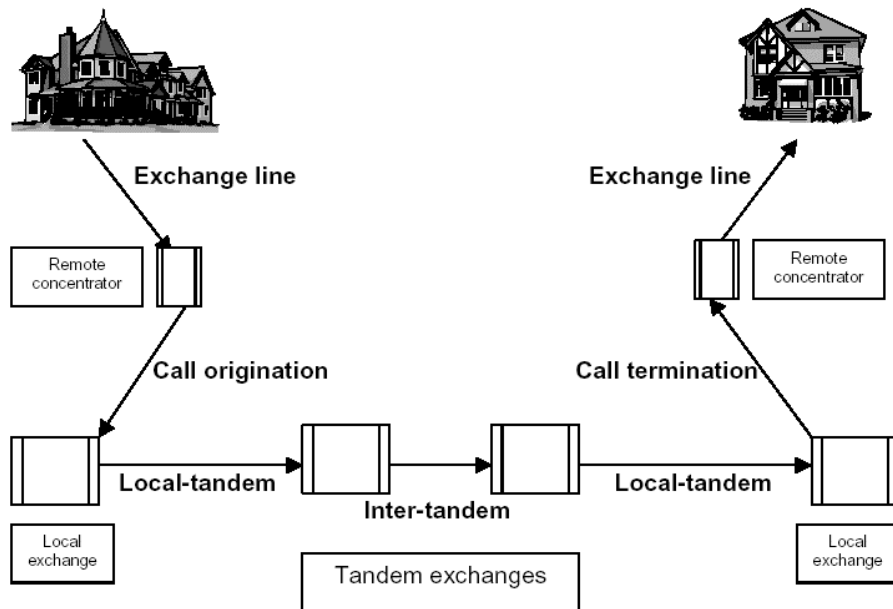 Exchange line
Exchange line
Remote
concentrator
Remote
concentrator
Call origination
Call termination
Local-tandem
Inter-tandem
Local-tandem
Local
exchange
Tandem exchanges
Local
exchange